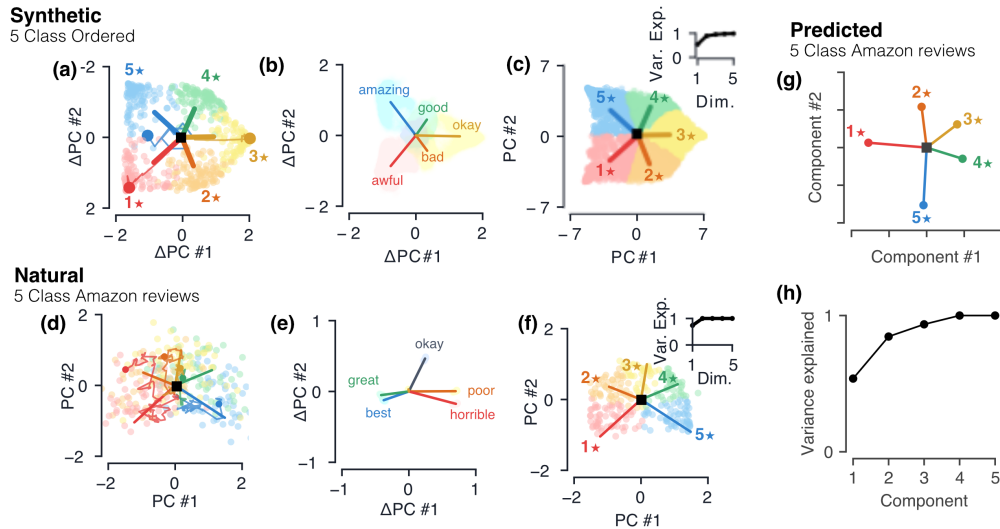 Synthetic
5 Class Ordered
(a)
-2
0
2
ΔPC #2
5★
4★
3★
1★
2★
−2
0
2
ΔPC #1
(b)
2
0
−2
ΔPC #2
amazing
good
okay
bad
awful
−2
0
2
ΔPC#1
(c)
7
0
−7
PC #2
5★
4★
3★
1★
2★
−7
0
7
PC #1
Var. Exp.
1
0
1
5
Dim.
Predicted
5 Class Amazon reviews
(g)
Component #2
2★
3★
1★
4★
5★
Component #1
Natural
5 Class Amazon reviews
(d)
2
0
−2
PC #2
−2
0
2
PC #1
(e)
1
0
−1
ΔPC #2
okay
great
best
poor
horrible
−1
0
1
ΔPC #1
(f)
2
0
−2
PC #2
3★
2★
4★
1★
5★
−2
0
2
PC #1
Var. Exp.
1
0
1
5
Dim.
(h)
Variance explained
1
0
1
2
3
4
5
Component